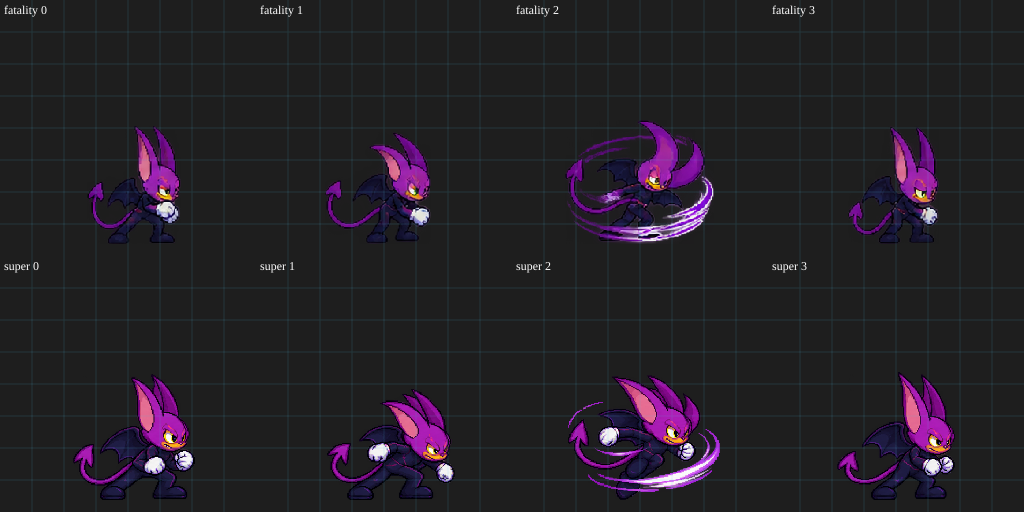 fatality 0
fatality 1
fatality 2
fatality 3
super 0
super 1
super 2
super 3